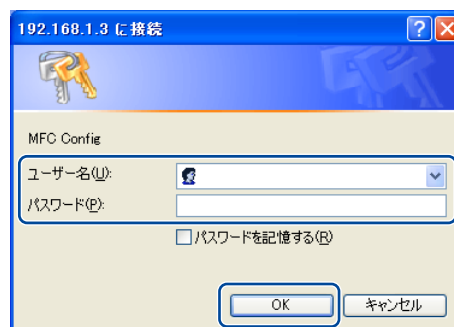 192.168.1.3 に接続
MFC Config
ユーザー名(U):
パスワード(P):
パスワードを記憶する(R)
OK
キャンセル